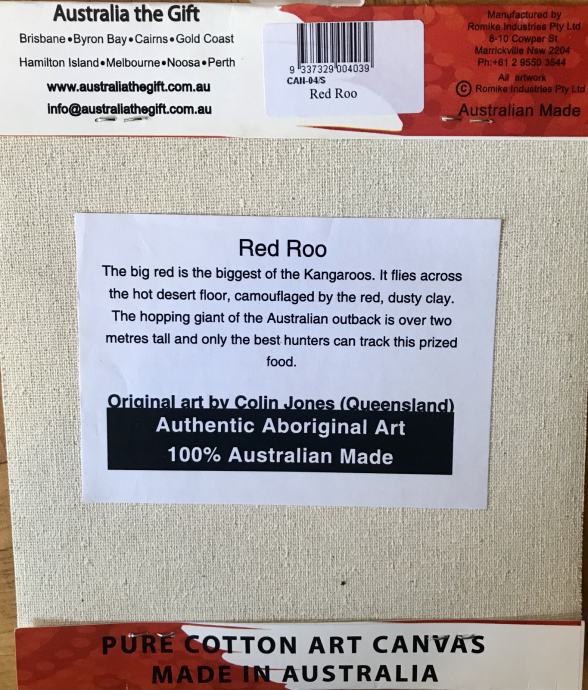 Australia the Gift
Brisbane•Byron Bay•Cairns•Gold Coast
Hamilton Island•Melbourne•Noosa•Perth
www.australiathegift.com.au
info@australiathegift.com.au
9 337329 004039
CAH-04/S
Red Roo
Manufactured by
Romike Industries Pty Ltd
8-10 Cowper St
Marrickville Nsw 2204
Ph:+61 2 9550 3544
All artwork
© Romike Industries Pty Ltd
Australian Made
Red Roo
The big red is the biggest of the Kangaroos. It flies across
the hot desert floor, camouflaged by the red, dusty clay.
The hopping giant of the Australian outback is over two
metres tall and only the best hunters can track this prized
food.
Original art by Colin Jones (Queensland)
Authentic Aboriginal Art
100% Australian Made
PURE COTTON ART CANVAS
MADE IN AUSTRALIA